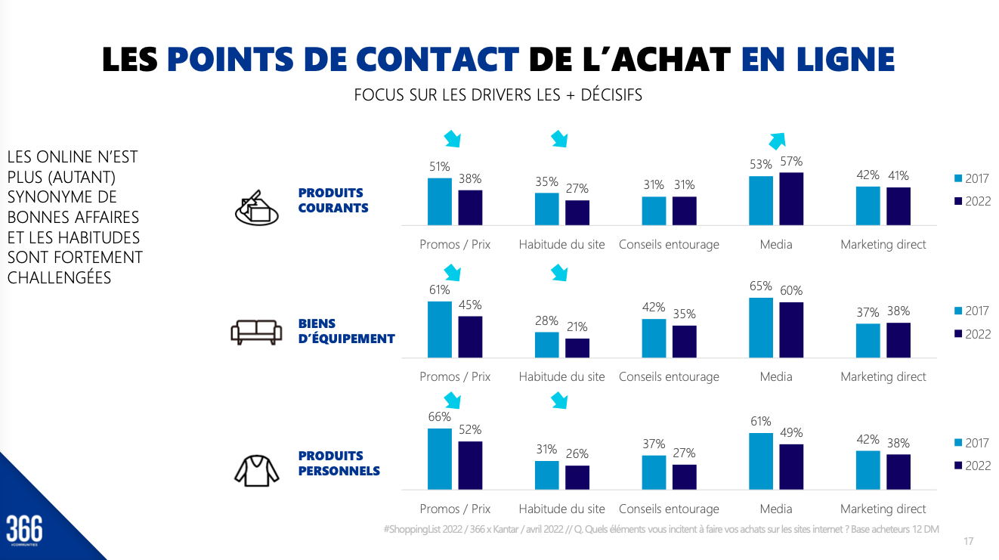 LES POINTS DE CONTACT DE L’ACHAT EN LIGNE
FOCUS SUR LES DRIVERS LES + DÉCISIFS
LES ONLINE N’EST
PLUS (AUTANT)
SYNONYME DE
BONNES AFFAIRES
ET LES HABITUDES
SONT FORTEMENT
CHALLENGÉES
PRODUITS
COURANTS
51% 38% 35% 27% 31% 31% 53% 57% 42% 41%
Promos / Prix Habitude du site Conseils entourage Media Marketing direct
2017
2022
BIENS
D’ÉQUIPEMENT
61% 45% 28% 21% 42% 35% 65% 60% 37% 38%
Promos / Prix Habitude du site Conseils entourage Media Marketing direct
2017
2022
PRODUITS
PERSONNELS
66% 52% 31% 26% 37% 27% 61% 49% 42% 38%
Promos / Prix Habitude du site Conseils entourage Media Marketing direct
2017
2022
#ShoppingList 2022 / 366 x Kantar / avril 2022 // Q. Quels éléments vous incitent à faire vos achats sur les sites internet ? Base acheteurs 12 DM
366
#COMMUNITIES
17